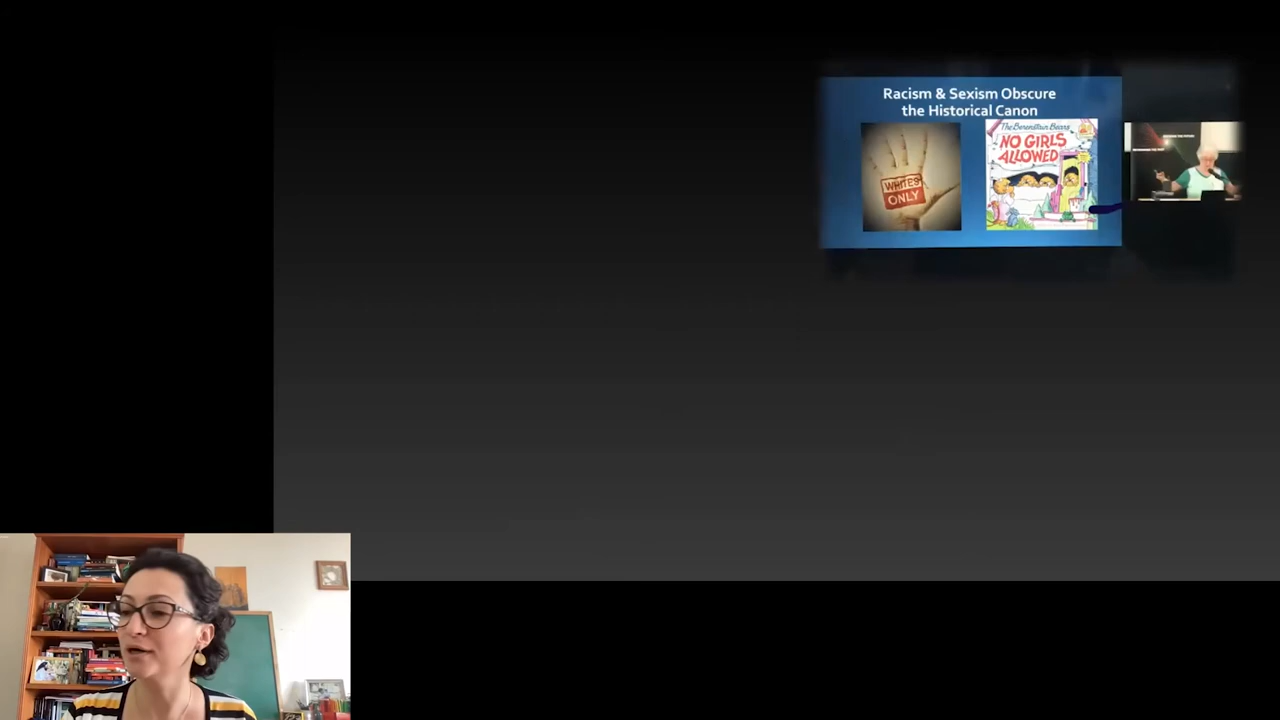 Racism & Sexism Obscure
the Historical Canon
WHITES
ONLY
The Berenstain Bears
NO GIRLS
ALLOWED